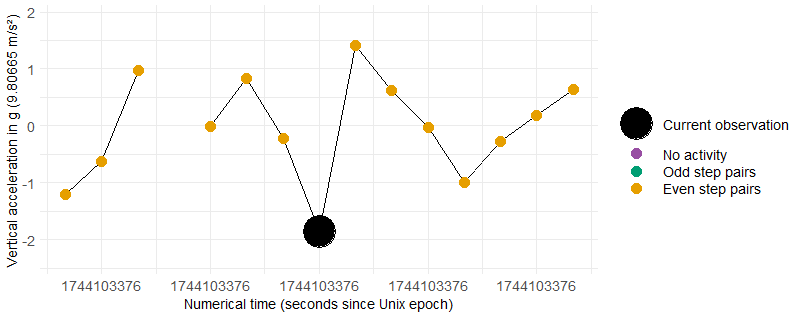 Vertical acceleration in g (9.80665 m/s²)
2
1
0
-1
-2
1744103376 1744103376 1744103376 1744103376 1744103376
Numerical time (seconds since Unix epoch)
Current observation
No activity
Odd step pairs
Even step pairs